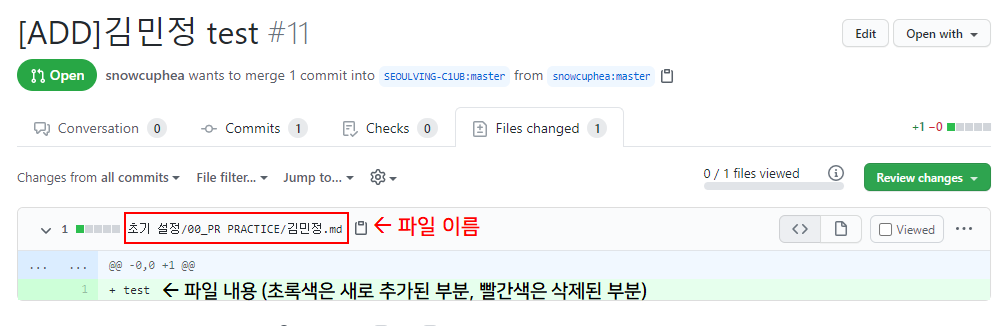 [ADD]김민정 test #11
Edit
Open with
Open
snowcuphea wants to merge 1 commit into SEOULVING-C1UB:master from snowcuphea:master
Conversation 0
Commits 1
Checks 0
Files changed 1
+1 −0
Changes from all commits
File filter...
Jump to...
0 / 1 files viewed
Review changes
1 초기 설정/00_PR PRACTICE/김민정.md ← 파일 이름
Viewed
... ... @@ -0,0 +1 @@
1 + test ← 파일 내용 (초록색은 새로 추가된 부분, 빨간색은 삭제된 부분)